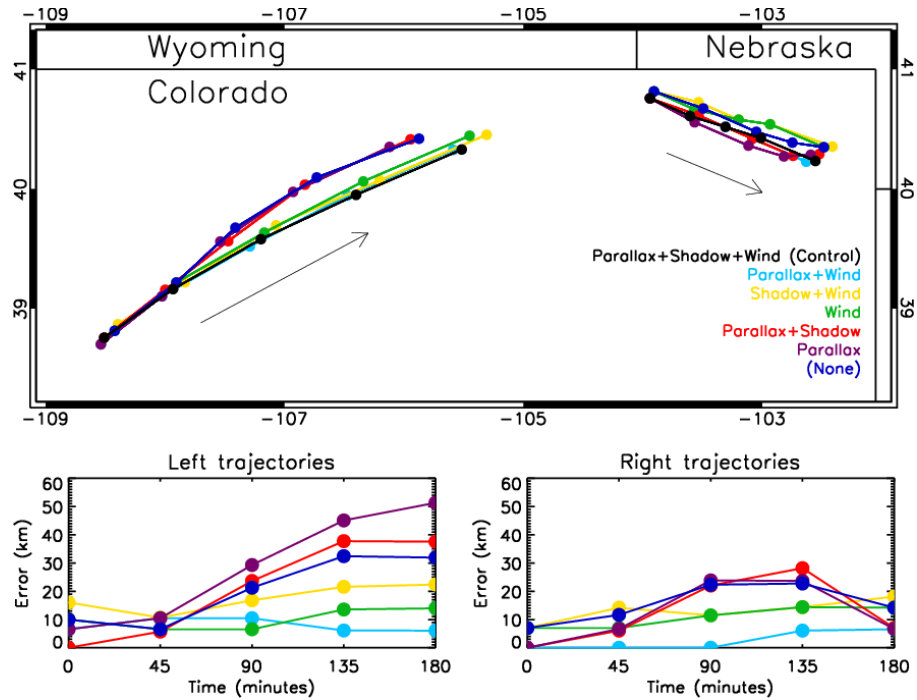 -109 -107 -105 -103
Wyoming Nebraska
41 41
Colorado
40 40
Parallax+Shadow+Wind (Control)
Parallax+Wind
Shadow+Wind
39 39
Wind
Parallax+Shadow
Parallax
(None)
-109 -107 -105 -103
Left trajectories Right trajectories
60 60
50 50
40 40
30 30
20 20
10 10
0 0
Error (km) Error (km)
0 45 90 135 180 0 45 90 135 180
Time (minutes) Time (minutes)